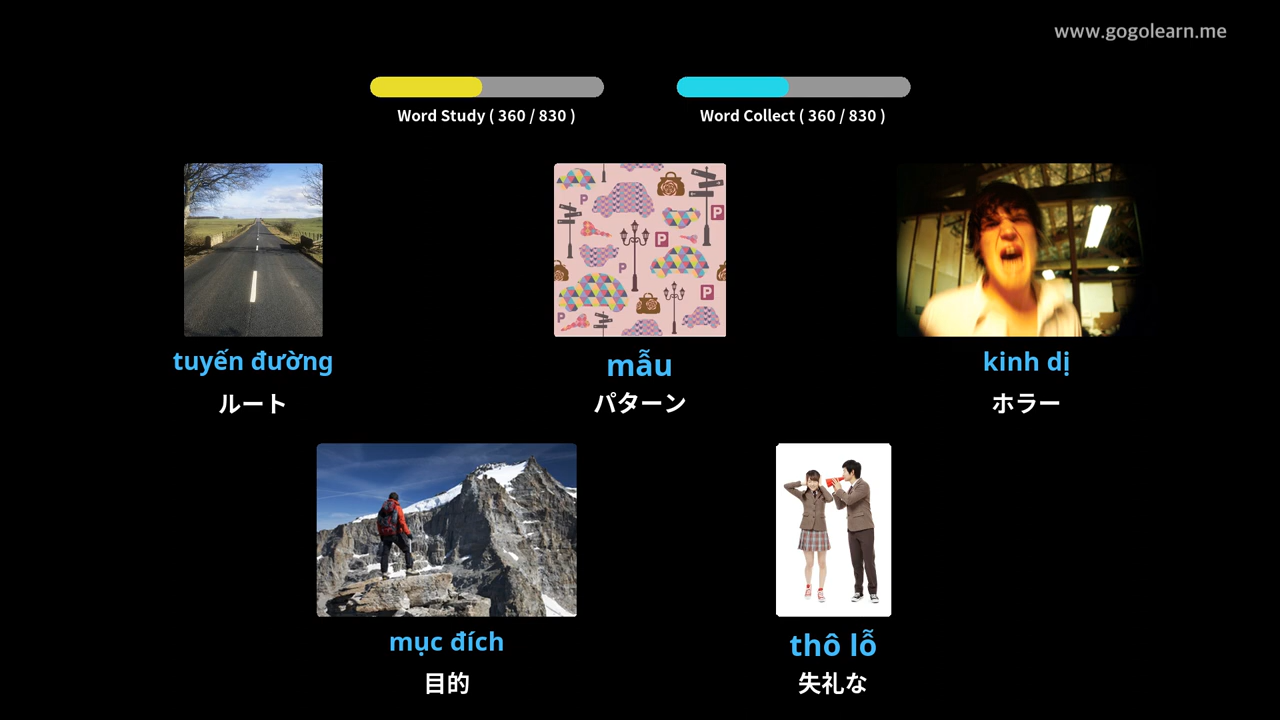 www.gogolearn.me
Word Study ( 360 / 830 )
Word Collect ( 360 / 830 )
P
P
P
P
P
P
tuyến đường
mẫu
kinh dị
ルート
パターン
ホラー
mục đích
thô lỗ
目的
失礼な